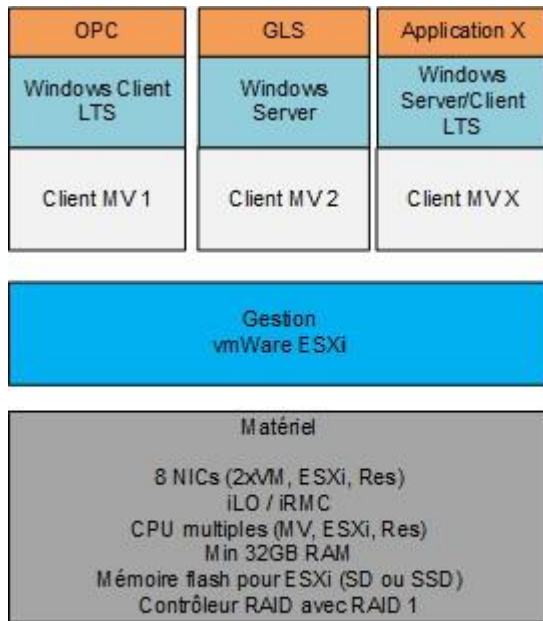 OPC
Windows Client
LTS
Client MV 1
GLS
Windows
Server
Client MV 2
Application X
Windows
Server/Client
LTS
Client MV X
Gestion
vmWare ESXi
Matériel
8 NICs (2xVM, ESXi, Res)
iLO / iRMC
CPU multiples (MV, ESXi, Res)
Min 32GB RAM
Mémoire flash pour ESXi (SD ou SSD)
Contrôleur RAID avec RAID 1